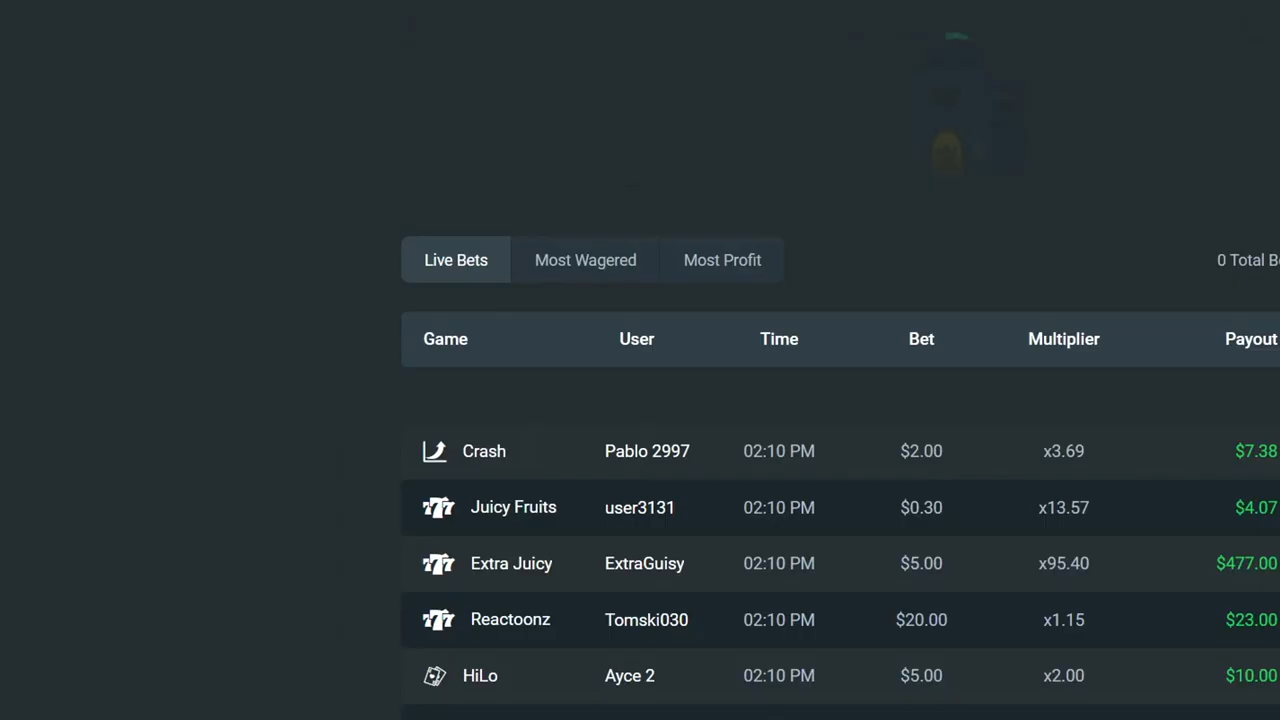 Live Bets Most Wagered Most Profit 0 Total
Game User Time Bet Multiplier Payout
Crash Pablo 2997 02:10 PM $2.00 x3.69 $7.38
Juicy Fruits user3131 02:10 PM $0.30 x13.57 $4.07
Extra Juicy ExtraGuisy 02:10 PM $5.00 x95.40 $477.00
Reactoonz Tomski030 02:10 PM $20.00 x1.15 $23.00
HiLo Ayce 2 02:10 PM $5.00 x2.00 $10.00